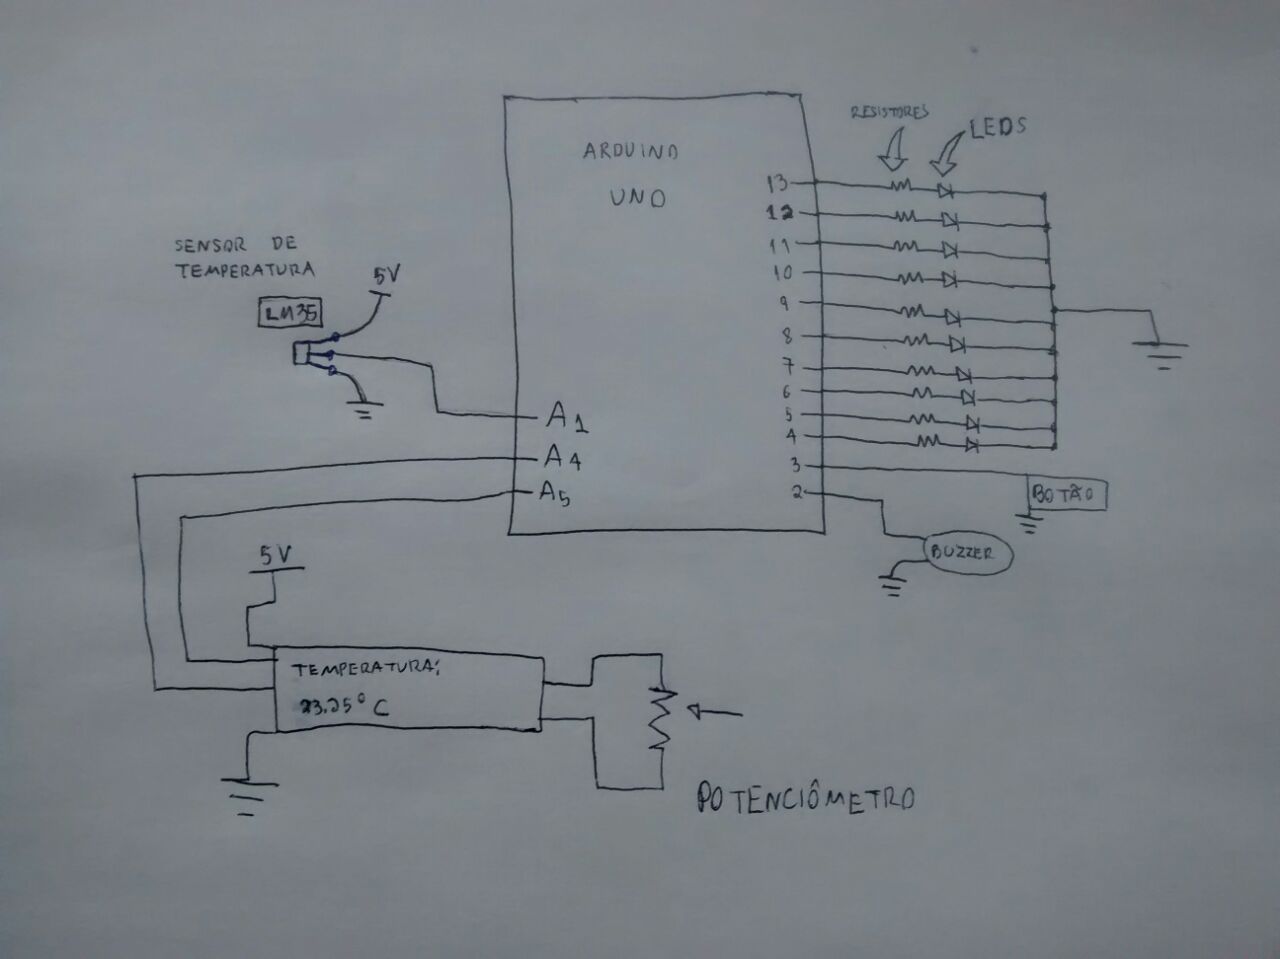 ARDUINO
UNO
RESISTORES
LEDS
SENSOR DE
TEMPERATURA
LM35
5V
A1
A4
A5
13
12
11
10
9
8
7
6
5
4
3
2
BOTÃO
BUZZER
5V
TEMPERATURA:
23.25° C
POTENCIÔMETRO